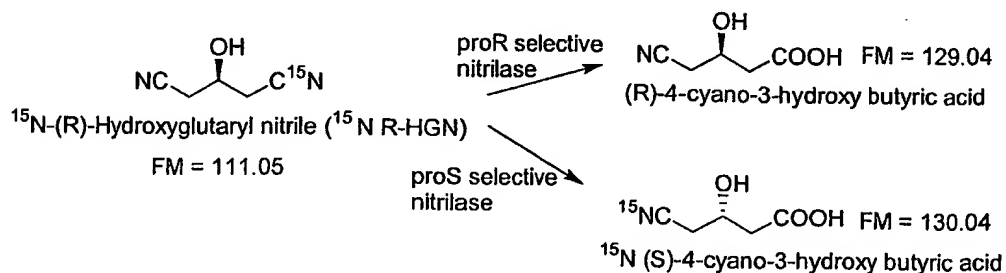 OH
NC
C¹⁵N
¹⁵N-(R)-Hydroxyglutaryl nitrile (¹⁵N R-HGN)
FM = 111.05
proR selective
nitrilase
proS selective
nitrilase
OH
NC
COOH FM = 129.04
(R)-4-cyano-3-hydroxy butyric acid
OH
¹⁵NC
COOH FM = 130.04
¹⁵N (S)-4-cyano-3-hydroxy butyric acid